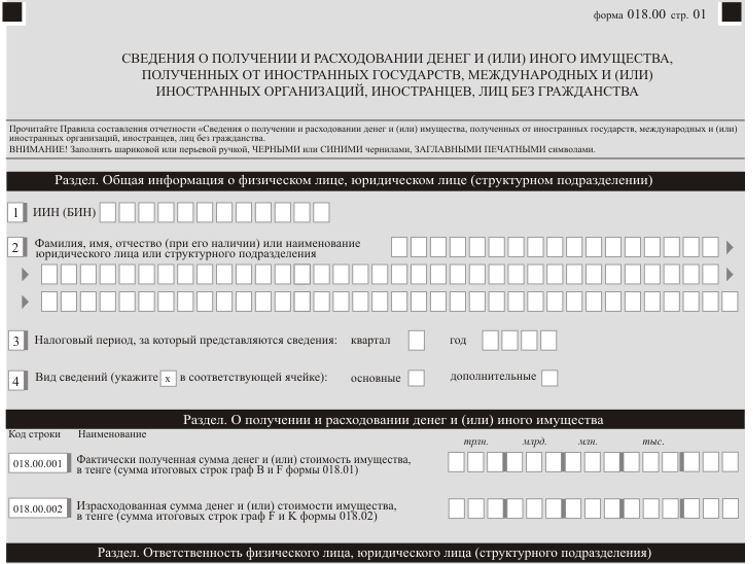 форма 018.00 стр. 01
СВЕДЕНИЯ О ПОЛУЧЕНИИ И РАСХОДОВАНИИ ДЕНЕГ И (ИЛИ) ИНОГО ИМУЩЕСТВА,
ПОЛУЧЕННЫХ ОТ ИНОСТРАННЫХ ГОСУДАРСТВ, МЕЖДУНАРОДНЫХ И (ИЛИ)
ИНОСТРАННЫХ ОРГАНИЗАЦИЙ, ИНОСТРАНЦЕВ, ЛИЦ БЕЗ ГРАЖДАНСТВА
Прочитайте Правила составления отчетности «Сведения о получении и расходовании денег и (или) имущества, полученных от иностранных государств, международных и (или)
иностранных организаций, иностранцев, лиц без гражданства.
ВНИМАНИЕ! Заполнять шариковой или перьевой ручкой, ЧЕРНЫМИ или СИНИМИ чернилами, ЗАГЛАВНЫМИ ПЕЧАТНЫМИ символами.
Раздел. Общая информация о физическом лице, юридическом лице (структурном подразделении)
1 ИИН (БИН)
2 Фамилия, имя, отчество (при его наличии) или наименование
юридического лица или структурного подразделения
3 Налоговый период, за который представляются сведения: квартал год
4 Вид сведений (укажите x в соответствующей ячейке): основные дополнительные
Раздел. О получении и расходовании денег и (или) иного имущества
Код строки Наименование
трлн. млрд. млн. тыс.
018.00.001 Фактически полученная сумма денег и (или) стоимость имущества,
в тенге (сумма итоговых строк граф B и F формы 018.01)
018.00.002 Израсходованная сумма денег и (или) стоимости имущества,
в тенге (сумма итоговых строк граф F и K формы 018.02)
Раздел. Ответственность физического лица, юридического лица (структурного подразделения)